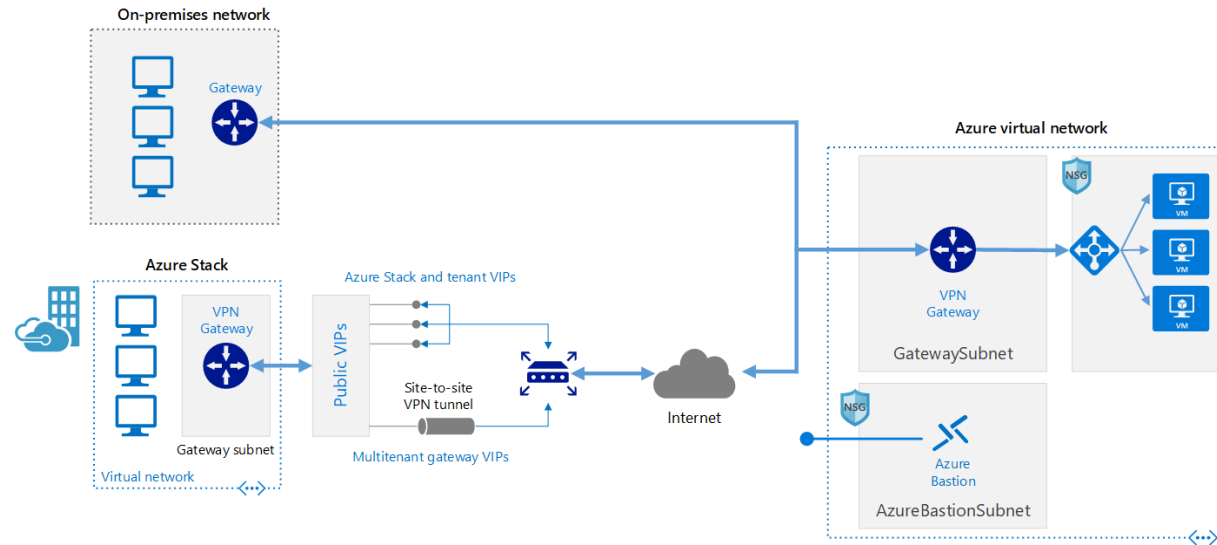 On-premises network
Gateway
Azure virtual network
NSG
VM
VM
VM
VPN
Gateway
GatewaySubnet
Azure Stack
VPN
Gateway
Gateway subnet
Virtual network
Azure Stack and tenant VIPs
Public VIPs
Site-to-site
VPN tunnel
Multitenant gateway VIPs
Internet
NSG
Azure
Bastion
AzureBastionSubnet